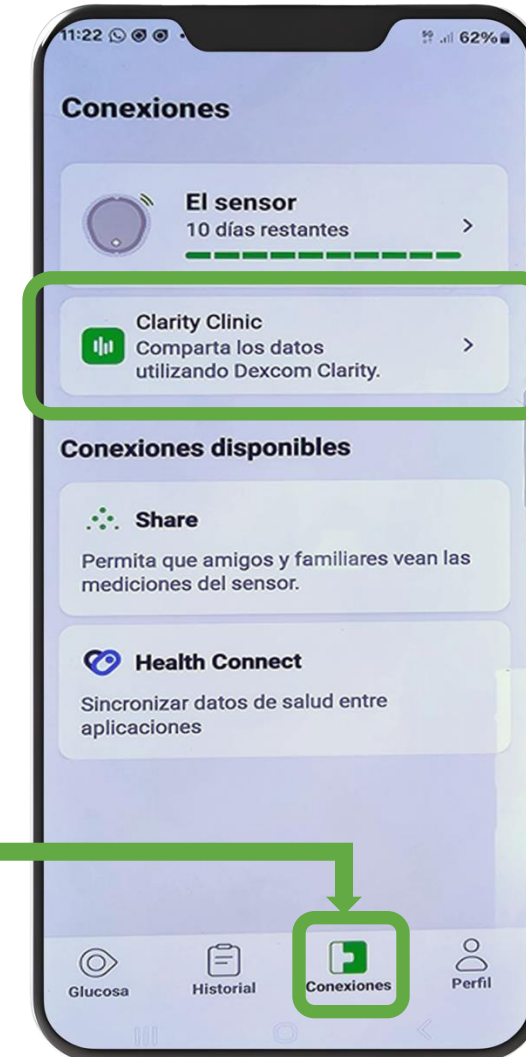 11:22
5G 62%
Conexiones
El sensor
10 días restantes
Clarity Clinic
Comparta los datos
utilizando Dexcom Clarity.
Conexiones disponibles
Share
Permita que amigos y familiares vean las
mediciones del sensor.
Health Connect
Sincronizar datos de salud entre
aplicaciones
Glucosa Historial Conexiones Perfil